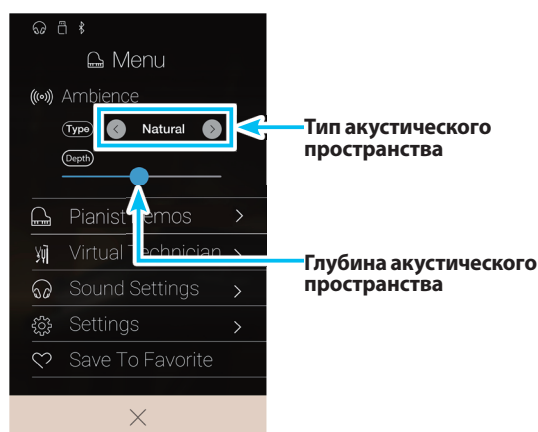 Menu
Ambience
Type
Natural
Тип акустического
пространства
Depth
Pianist Demos
Virtual Technician
Глубина акустического
пространства
Sound Settings
Settings
Save To Favorite